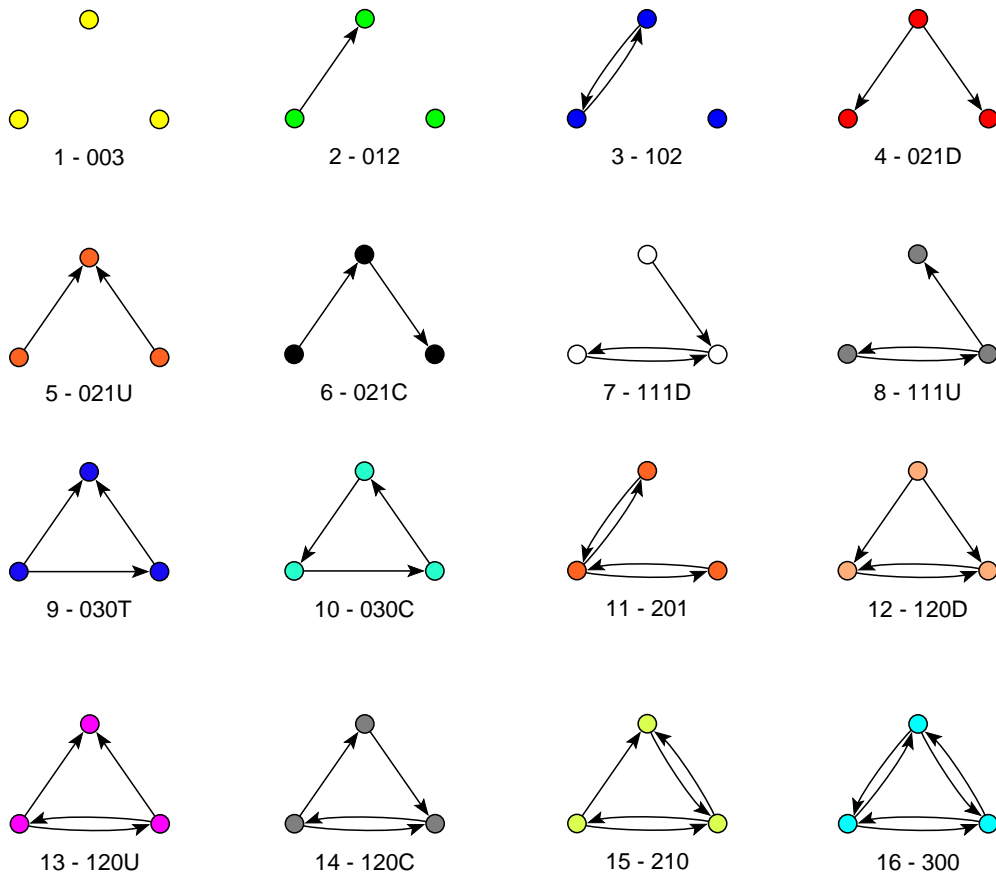 1 - 003
2 - 012
3 - 102
4 - 021D
5 - 021U
6 - 021C
7 - 111D
8 - 111U
9 - 030T
10 - 030C
11 - 201
12 - 120D
13 - 120U
14 - 120C
15 - 210
16 - 300